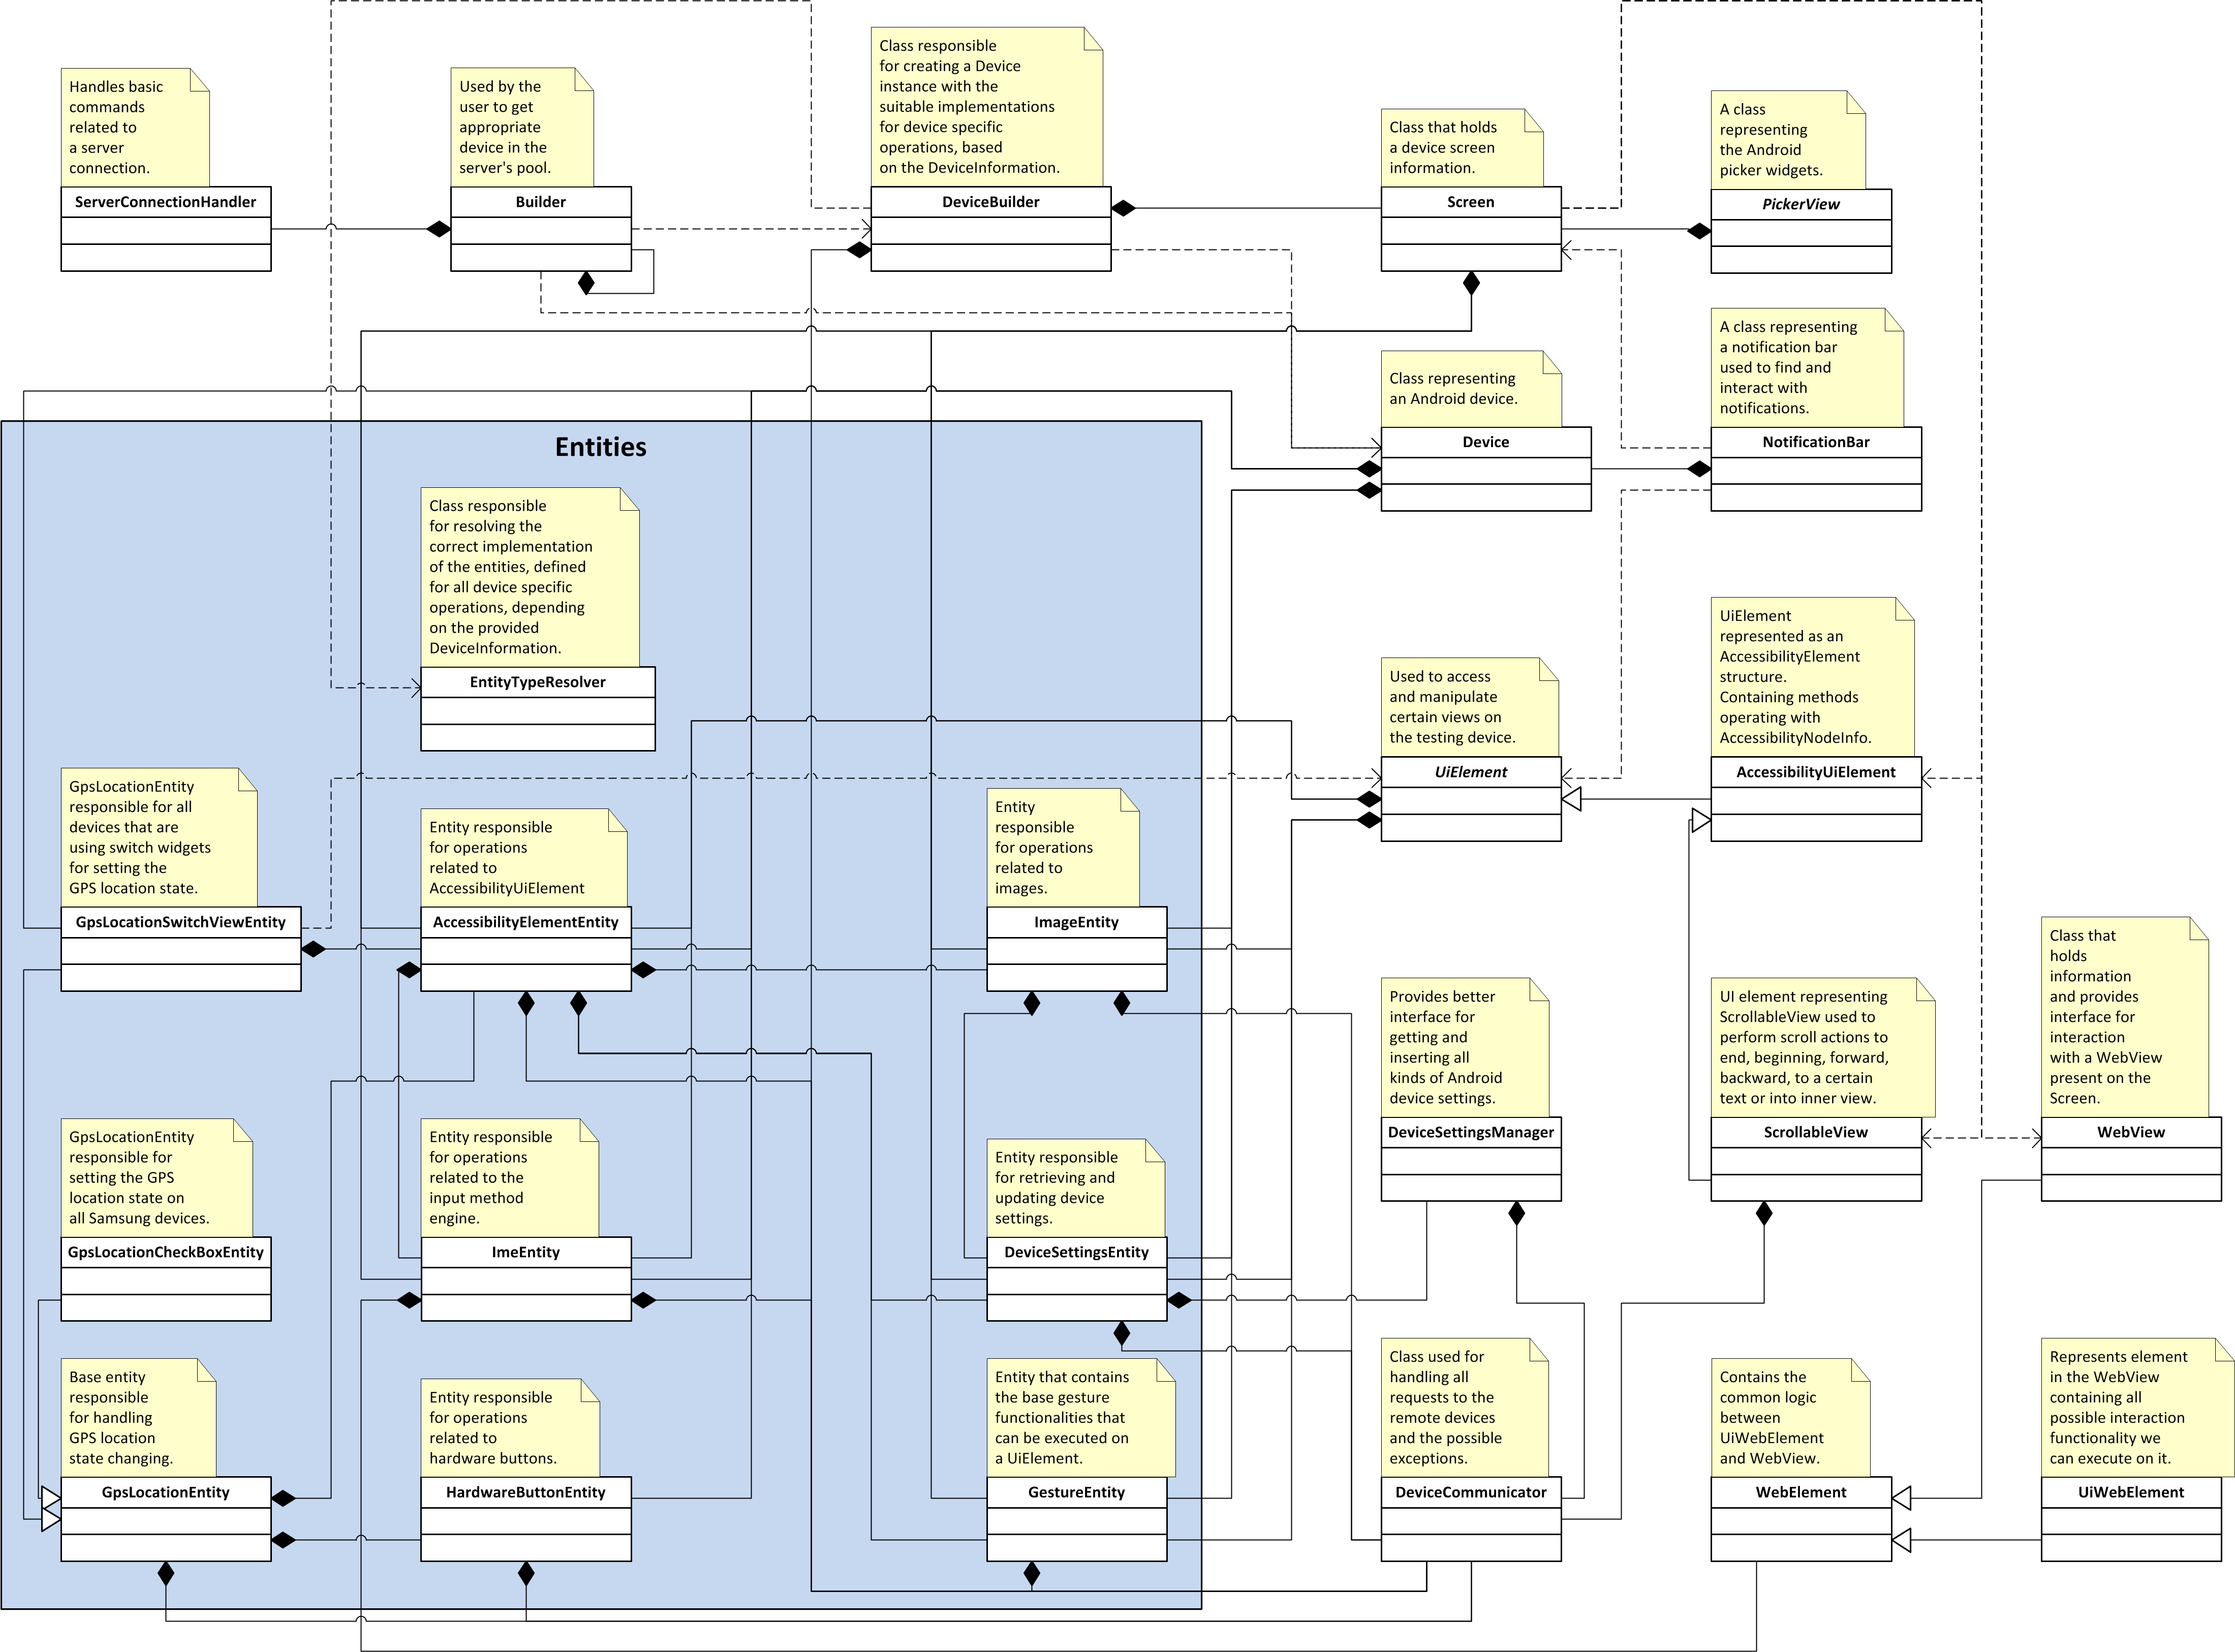 Handles basic
commands
related to
a server
connection.
ServerConnectionHandler
Used by the
user to get
appropriate
device in the
server's pool.
Builder
Class responsible
for creating a Device
instance with the
suitable implementations
for device specific
operations, based
on the DeviceInformation.
DeviceBuilder
Class that holds
a device screen
information.
Screen
A class
representing
the Android
picker widgets.
PickerView
Class representing
an Android device.
Device
A class representing
a notification bar
used to find and
interact with
notifications.
NotificationBar
Entities
Class responsible
for resolving the
correct implementation
of the entities, defined
for all device specific
operations, depending
on the provided
DeviceInformation.
EntityTypeResolver
Used to access
and manipulate
certain views on
the testing device.
UiElement
UiElement
represented as an
AccessibilityElement
structure.
Containing methods
operating with
AccessibilityNodeInfo.
AccessibilityUiElement
GpsLocationEntity
responsible for all
devices that are
using switch widgets
for setting the
GPS location state.
GpsLocationSwitchViewEntity
Entity responsible
for operations
related to
AccessibilityUiElement
AccessibilityElementEntity
Entity
responsible
for operations
related to
images.
ImageEntity
Provides better
interface for
getting and
inserting all
kinds of Android
device settings.
DeviceSettingsManager
UI element representing
ScrollableView used to
perform scroll actions to
end, beginning, forward,
backward, to a certain
text or into inner view.
ScrollableView
Class that
holds
information
and provides
interface for
interaction
with a WebView
present on the
Screen.
WebView
GpsLocationEntity
responsible for
setting the GPS
location state on
all Samsung devices.
GpsLocationCheckBoxEntity
Entity responsible
for operations
related to the
input method
engine.
ImeEntity
Entity responsible
for retrieving and
updating device
settings.
DeviceSettingsEntity
Base entity
responsible
for handling
GPS location
state changing.
GpsLocationEntity
Entity responsible
for operations
related to
hardware buttons.
HardwareButtonEntity
Entity that contains
the base gesture
functionalities that
can be executed on
a UiElement.
GestureEntity
Class used for
handling all
requests to the
remote devices
and the possible
exceptions.
DeviceCommunicator
Contains the
common logic
between
UiWebElement
and WebView.
WebElement
Represents element
in the WebView
containing all
possible interaction
functionality we
can execute on it.
UiWebElement